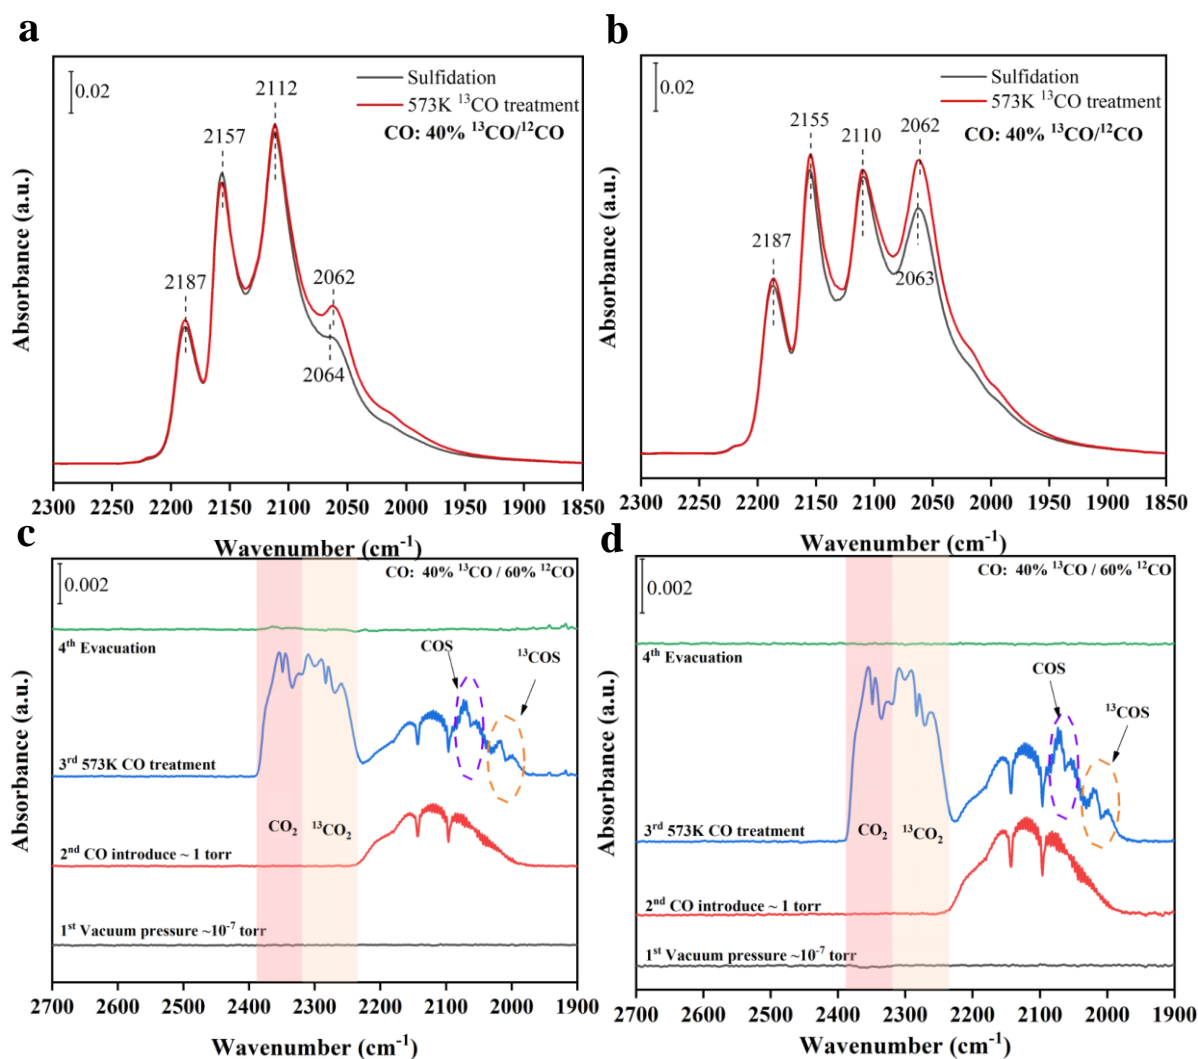 a
0.02
2187
2157
2112
2062
2064
Sulfidation
573K ¹³CO treatment
CO: 40% ¹³CO/¹²CO
Absorbance (a.u.)
2300 2250 2200 2150 2100 2050 2000 1950 1900 1850
Wavenumber (cm⁻¹)
b
0.02
2187
2155
2110
2062
2063
Sulfidation
573K ¹³CO treatment
CO: 40% ¹³CO/¹²CO
Absorbance (a.u.)
2300 2250 2200 2150 2100 2050 2000 1950 1900 1850
Wavenumber (cm⁻¹)
c
0.002
CO: 40% ¹³CO / 60% ¹²CO
4ᵗʰ Evacuation
COS
¹³COS
3ʳᵈ 573K CO treatment
CO₂
¹³CO₂
2ⁿᵈ CO introduce ~ 1 torr
1ˢᵗ Vacuum pressure ~10⁻⁷ torr
Absorbance (a.u.)
2700 2600 2500 2400 2300 2200 2100 2000 1900
Wavenumber (cm⁻¹)
d
0.002
CO: 40% ¹³CO / 60% ¹²CO
4ᵗʰ Evacuation
COS
¹³COS
3ʳᵈ 573K CO treatment
CO₂
¹³CO₂
2ⁿᵈ CO introduce ~ 1 torr
1ˢᵗ Vacuum pressure ~10⁻⁷ torr
Absorbance (a.u.)
2700 2600 2500 2400 2300 2200 2100 2000 1900
Wavenumber (cm⁻¹)